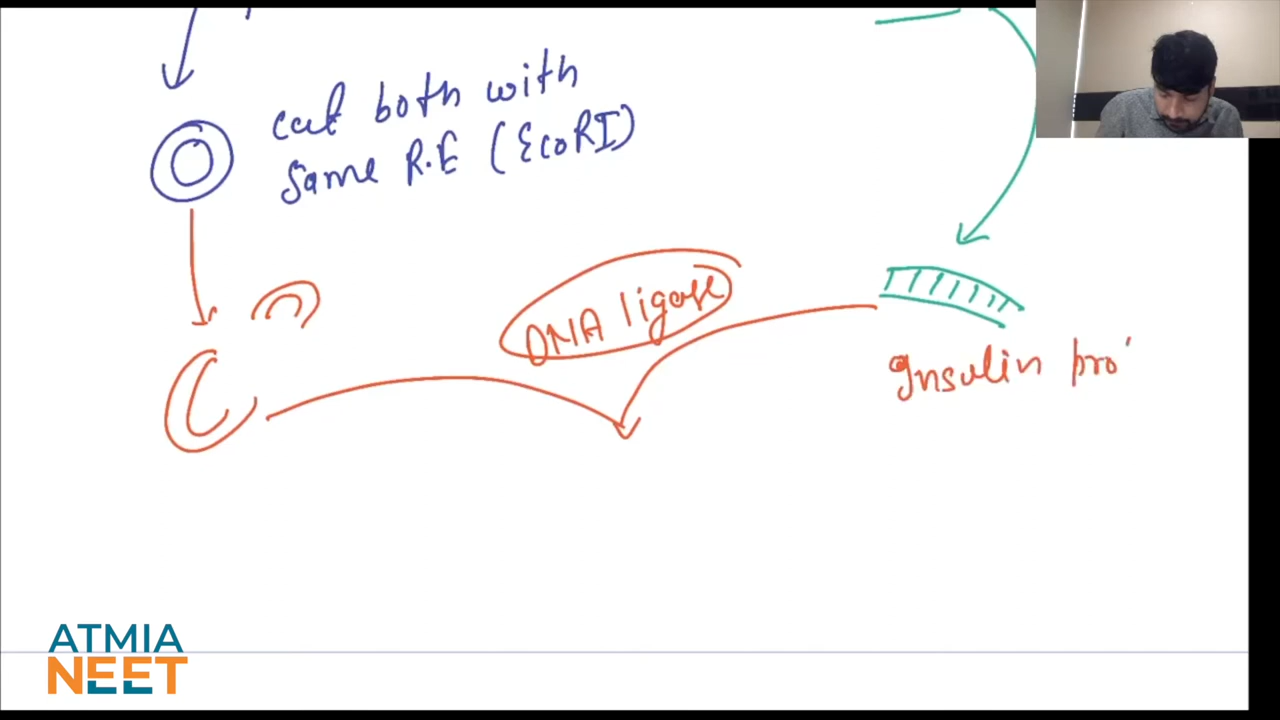 cut both with
same R.E (EcoRI)
DNA ligase
Insulin pro
ATMIA
NEET